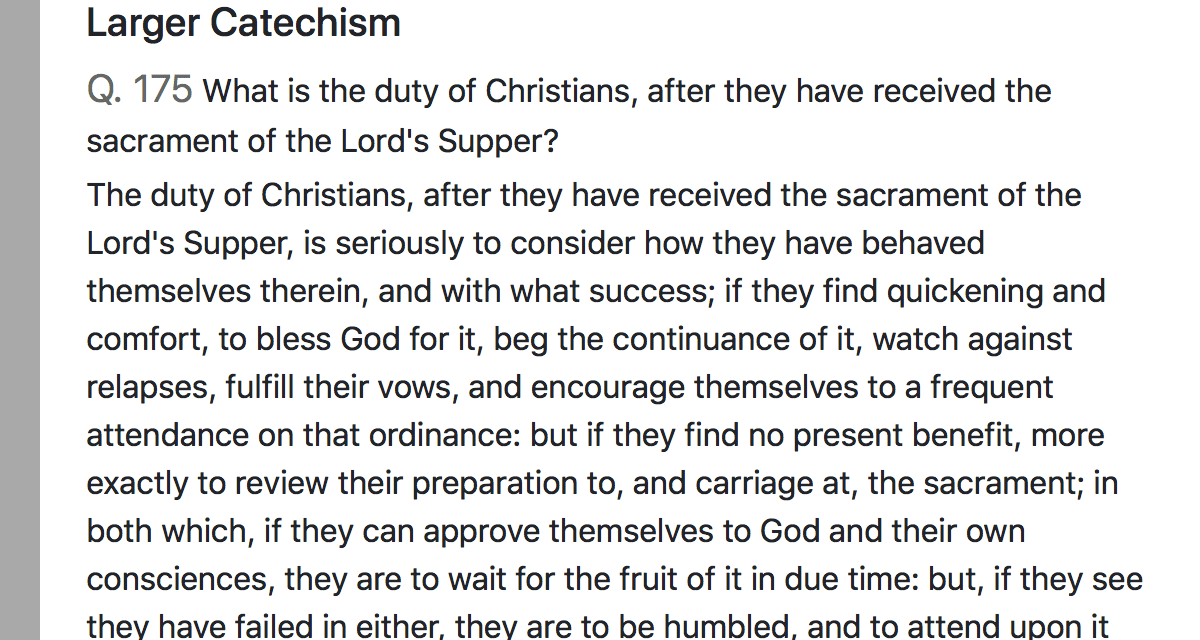 Larger Catechism
Q. 175 What is the duty of Christians, after they have received the
sacrament of the Lord's Supper?
The duty of Christians, after they have received the sacrament of the
Lord's Supper, is seriously to consider how they have behaved
themselves therein, and with what success; if they find quickening and
comfort, to bless God for it, beg the continuance of it, watch against
relapses, fulfill their vows, and encourage themselves to a frequent
attendance on that ordinance: but if they find no present benefit, more
exactly to review their preparation to, and carriage at, the sacrament; in
both which, if they can approve themselves to God and their own
consciences, they are to wait for the fruit of it in due time: but, if they see
they have failed in either, they are to be humbled, and to attend upon it